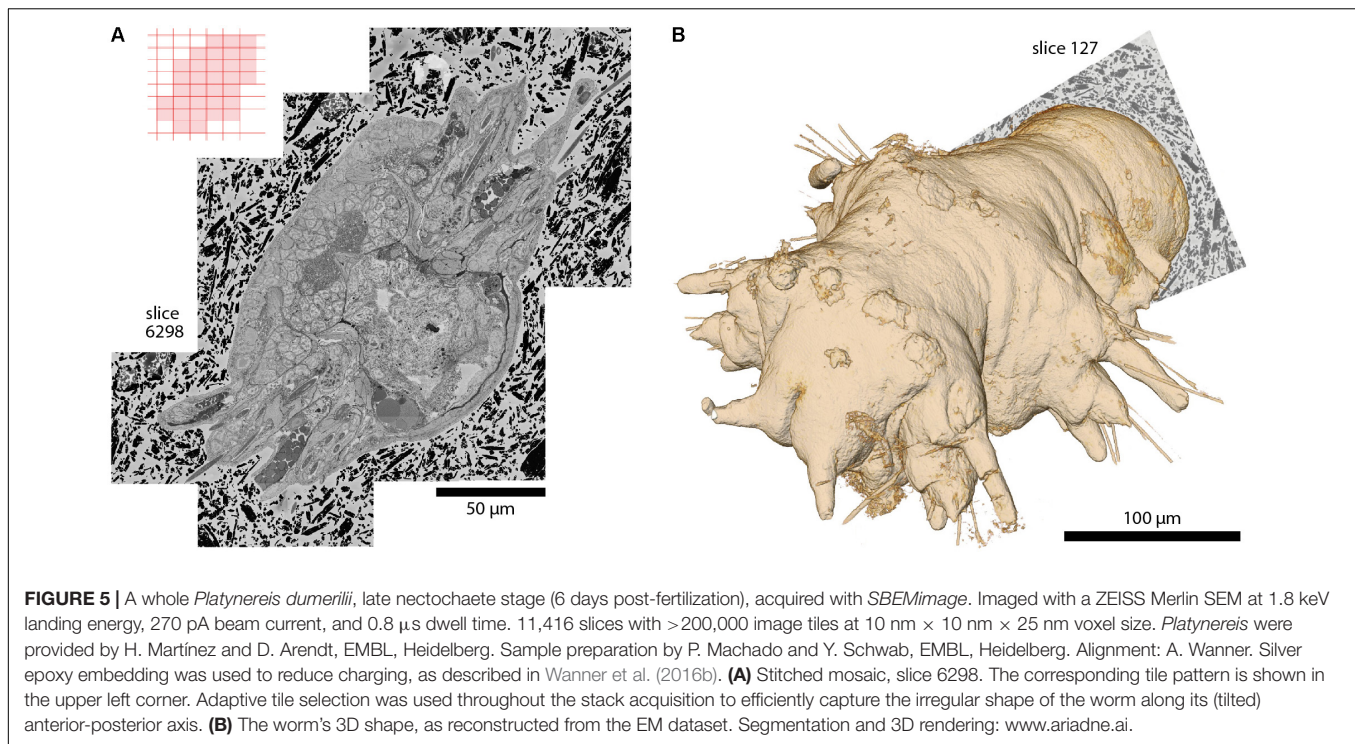 A
B
slice 127
slice
6298
50 µm
100 µm
FIGURE 5 | A whole Platynereis dumerilii, late nectochaete stage (6 days post-fertilization), acquired with SBEMimage. Imaged with a ZEISS Merlin SEM at 1.8 keV
landing energy, 270 pA beam current, and 0.8 µs dwell time. 11,416 slices with >200,000 image tiles at 10 nm × 10 nm × 25 nm voxel size. Platynereis were
provided by H. Martínez and D. Arendt, EMBL, Heidelberg. Sample preparation by P. Machado and Y. Schwab, EMBL, Heidelberg. Alignment: A. Wanner. Silver
epoxy embedding was used to reduce charging, as described in Wanner et al. (2016b). (A) Stitched mosaic, slice 6298. The corresponding tile pattern is shown in
the upper left corner. Adaptive tile selection was used throughout the stack acquisition to efficiently capture the irregular shape of the worm along its (tilted)
anterior-posterior axis. (B) The worm's 3D shape, as reconstructed from the EM dataset. Segmentation and 3D rendering: www.ariadne.ai.